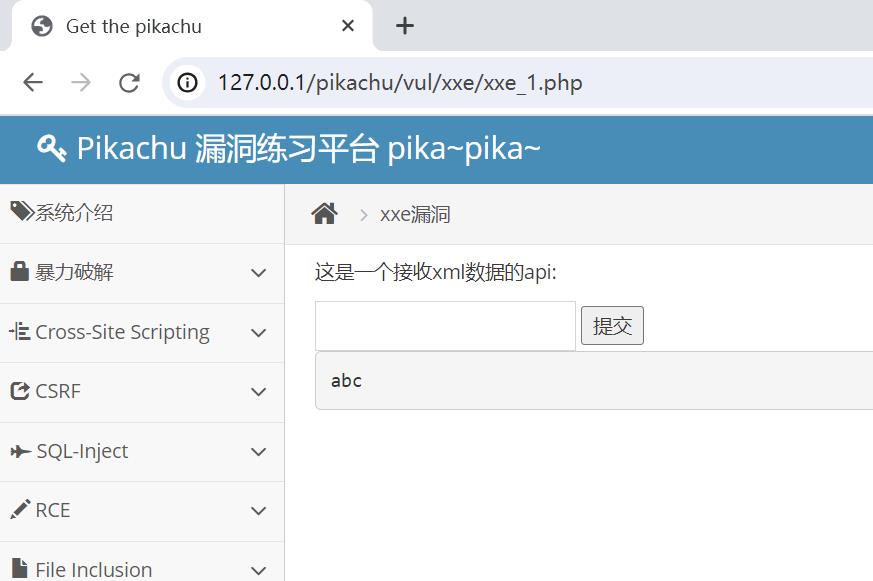 Get the pikachu
127.0.0.1/pikachu/vul/xxe/xxe_1.php
Pikachu 漏洞练习平台 pika~pika~
系统介绍
xxe漏洞
暴力破解
这是一个接收xml数据的api:
提交
Cross-Site Scripting
abc
CSRF
SQL-Inject
RCE
File Inclusion